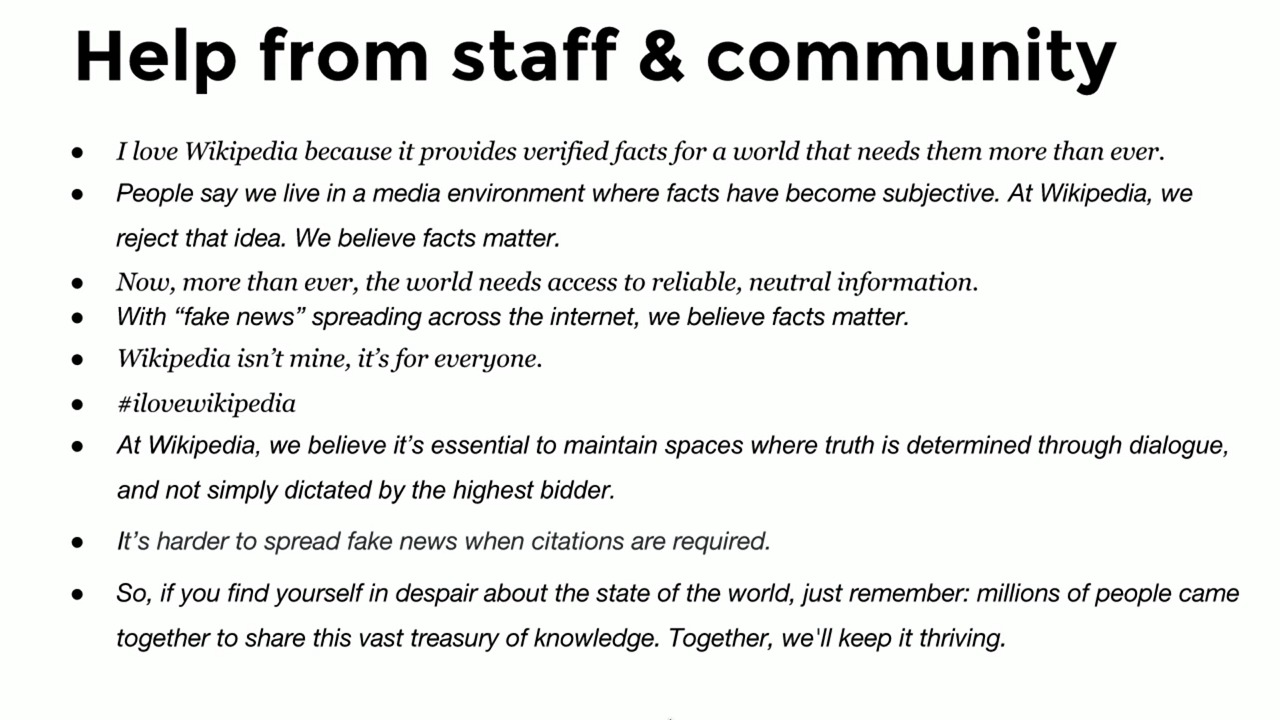 Help from staff & community
● I love Wikipedia because it provides verified facts for a world that needs them more than ever.
● People say we live in a media environment where facts have become subjective. At Wikipedia, we
reject that idea. We believe facts matter.
● Now, more than ever, the world needs access to reliable, neutral information.
● With “fake news” spreading across the internet, we believe facts matter.
● Wikipedia isn’t mine, it’s for everyone.
● #ilovewikipedia
● At Wikipedia, we believe it’s essential to maintain spaces where truth is determined through dialogue,
and not simply dictated by the highest bidder.
● It’s harder to spread fake news when citations are required.
● So, if you find yourself in despair about the state of the world, just remember: millions of people came
together to share this vast treasury of knowledge. Together, we'll keep it thriving.